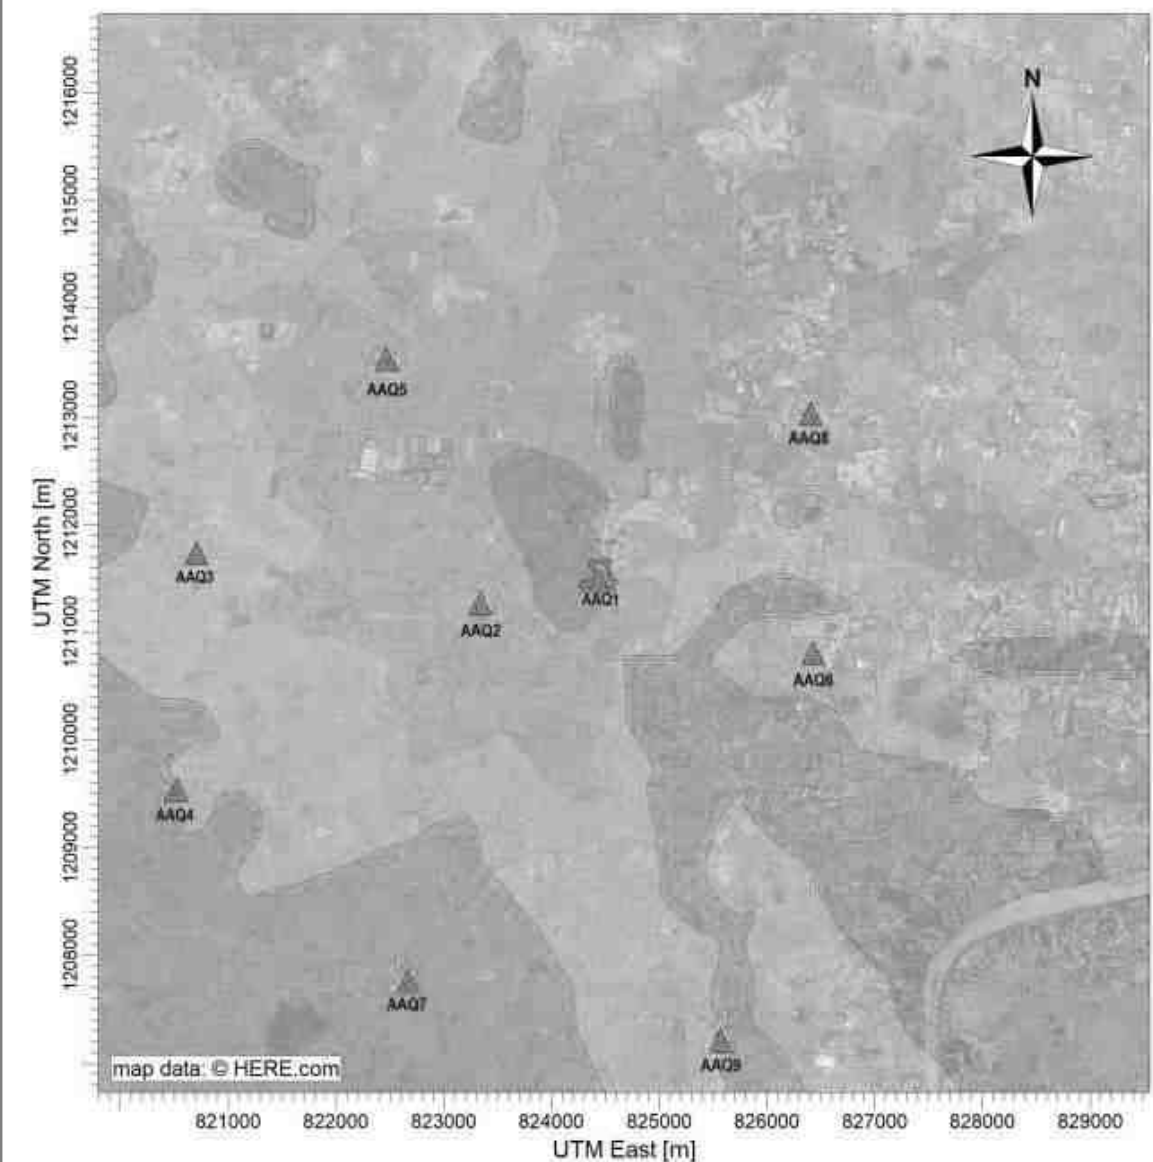 N
1216000
1215000
1214000
1213000
1212000
1211000
1210000
1209000
1208000
UTM North [m]
AAQ5
AAQ8
AAQ3
AAQ1
AAQ2
AAQ6
AAQ4
AAQ7
AAQ9
map data: © HERE.com
821000 822000 823000 824000 825000 826000 827000 828000 829000
UTM East [m]